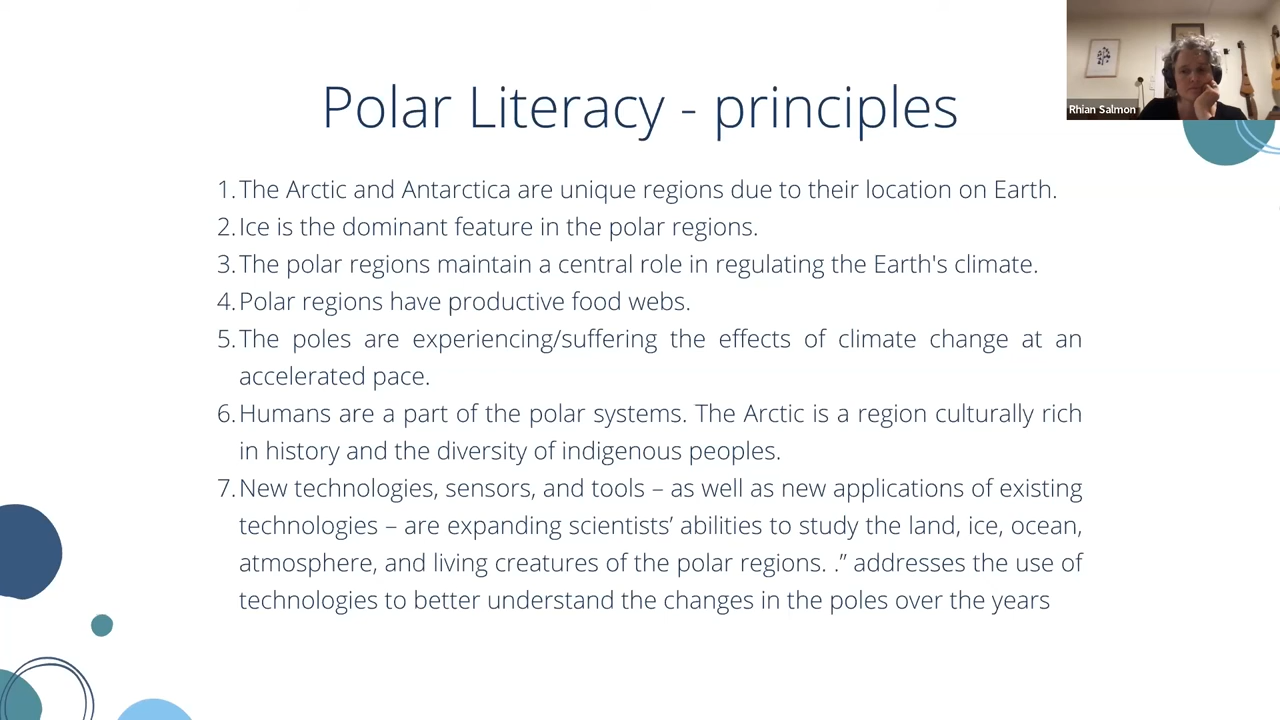 Polar Literacy - principles
Rhian Salmon
1. The Arctic and Antarctica are unique regions due to their location on Earth.
2. Ice is the dominant feature in the polar regions.
3. The polar regions maintain a central role in regulating the Earth's climate.
4. Polar regions have productive food webs.
5. The poles are experiencing/suffering the effects of climate change at an
accelerated pace.
6. Humans are a part of the polar systems. The Arctic is a region culturally rich
in history and the diversity of indigenous peoples.
7. New technologies, sensors, and tools – as well as new applications of existing
technologies – are expanding scientists’ abilities to study the land, ice, ocean,
atmosphere, and living creatures of the polar regions. .” addresses the use of
technologies to better understand the changes in the poles over the years